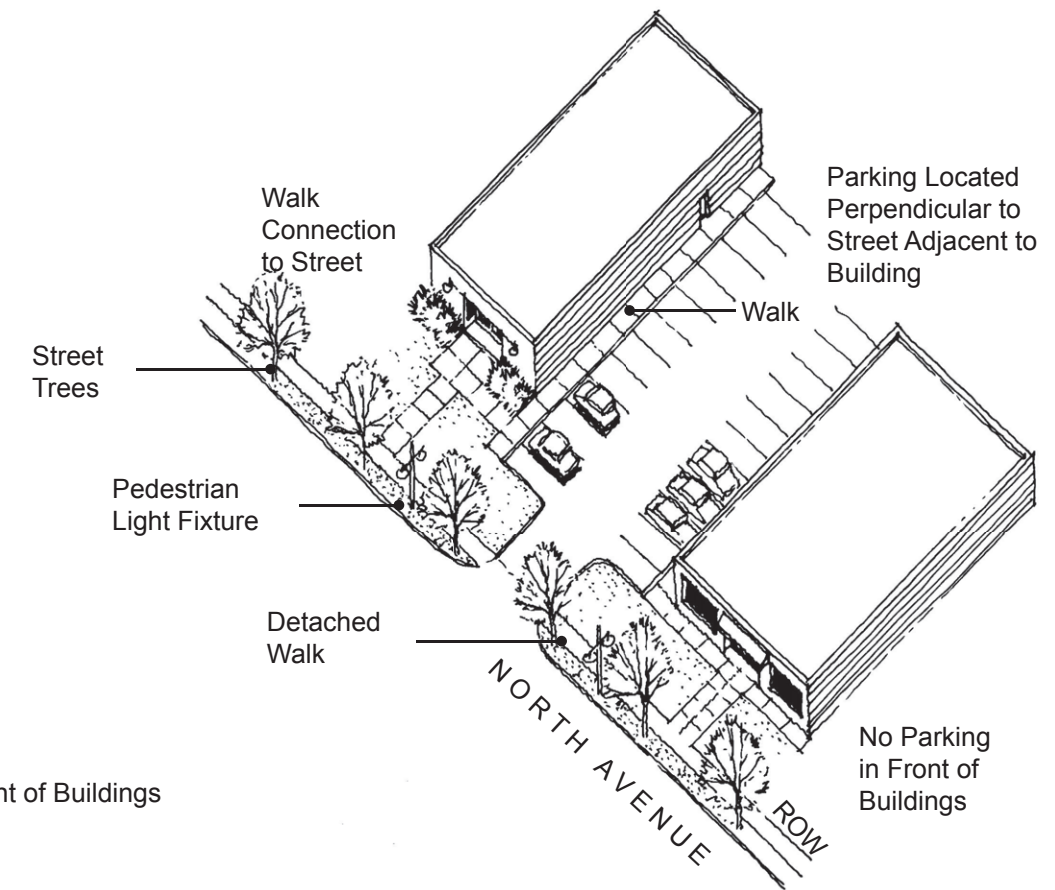 Walk
Connection
to Street
Parking Located
Perpendicular to
Street Adjacent to
Building
Walk
Street
Trees
Pedestrian
Light Fixture
Detached
Walk
NORTH AVENUE
ROW
No Parking
in Front of
Buildings
nt of Buildings